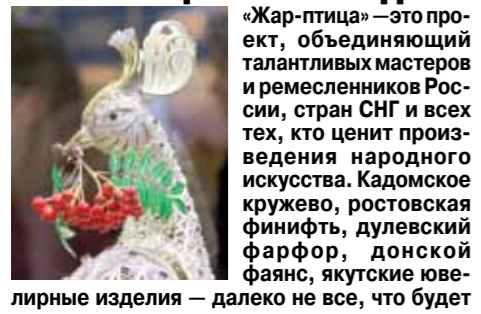 «Жар-птица» —это про-
ект, объединяющий
талантливых мастеров
и ремесленников Рос-
сии, стран СНГ и всех
тех, кто ценит произ-
ведения народного
искусства. Кадомское
кружево, ростовская
финифть, дулевский
фарфор, донской
фаянс, якутские юве-
лирные изделия — далеко не все, что будет